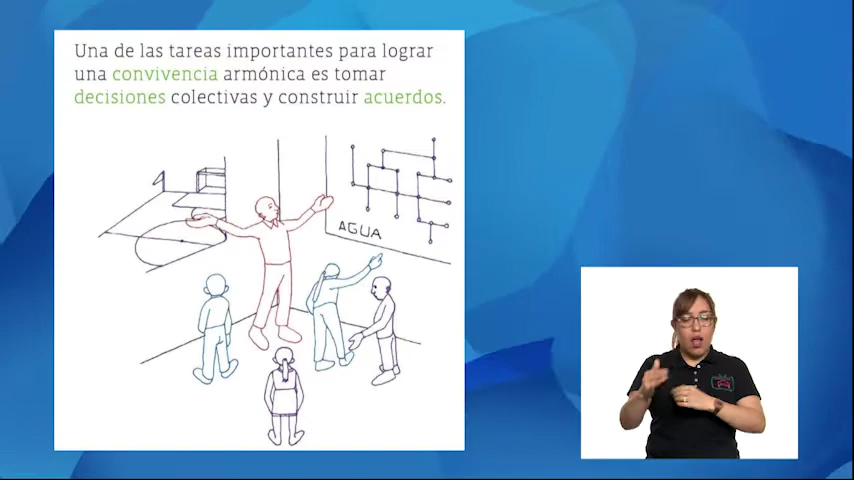 Una de las tareas importantes para lograr
una convivencia armónica es tomar
decisiones colectivas y construir acuerdos.
AGUA